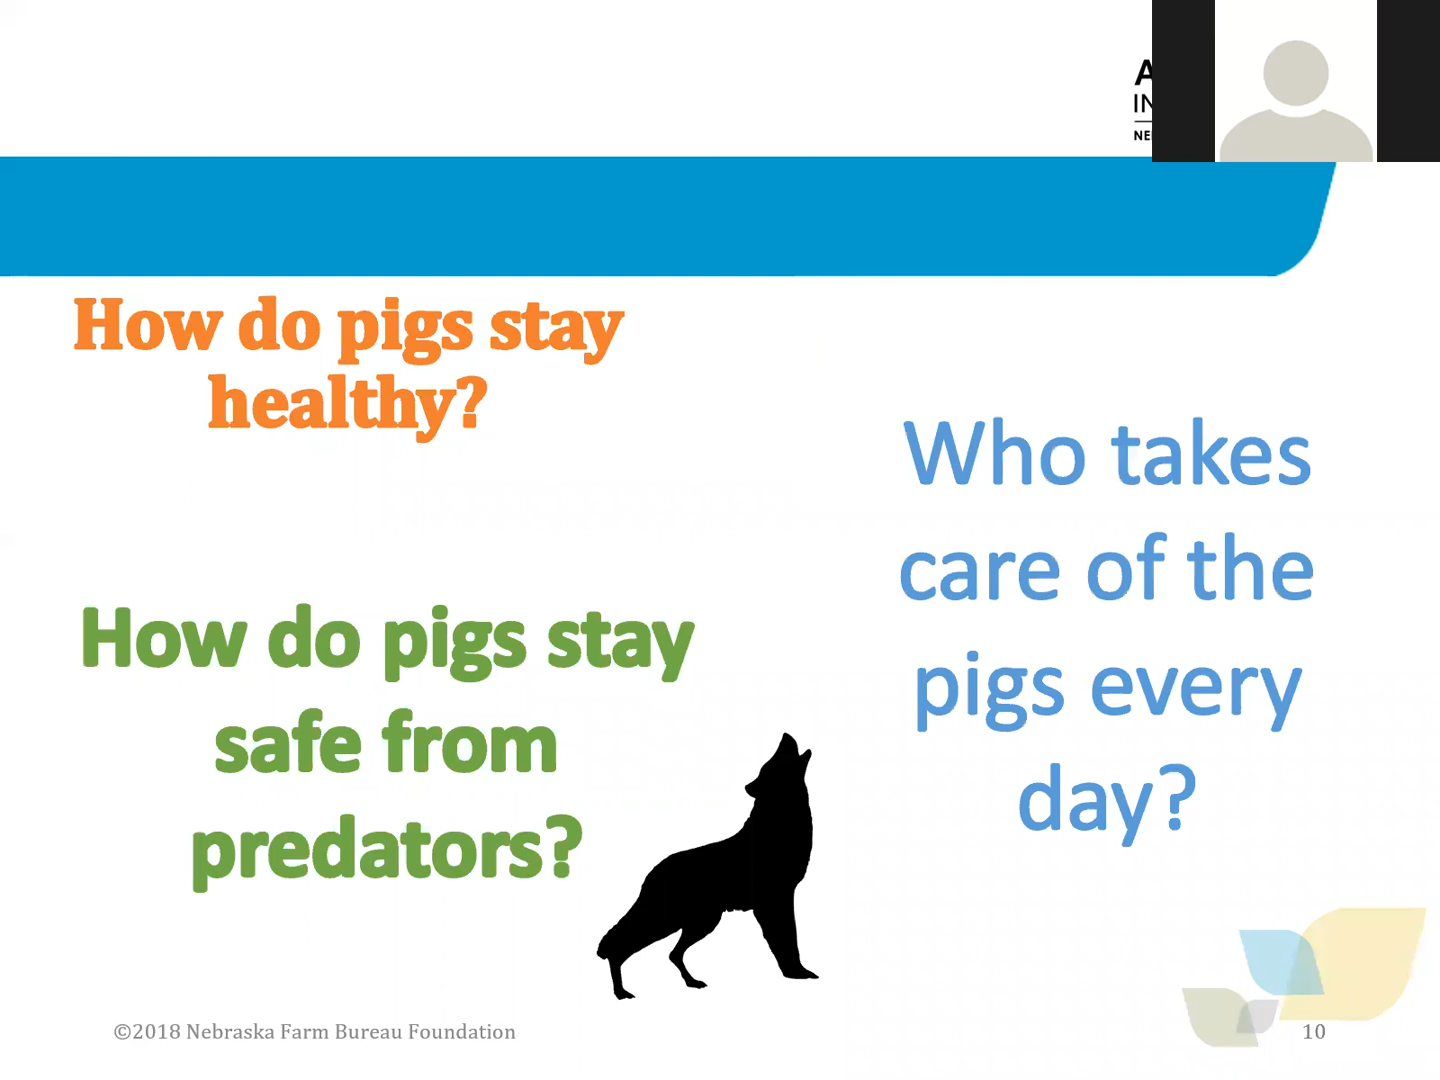 How do pigs stay
healthy?
Who takes
care of the
pigs every
day?
How do pigs stay
safe from
predators?
©2018 Nebraska Farm Bureau Foundation
10